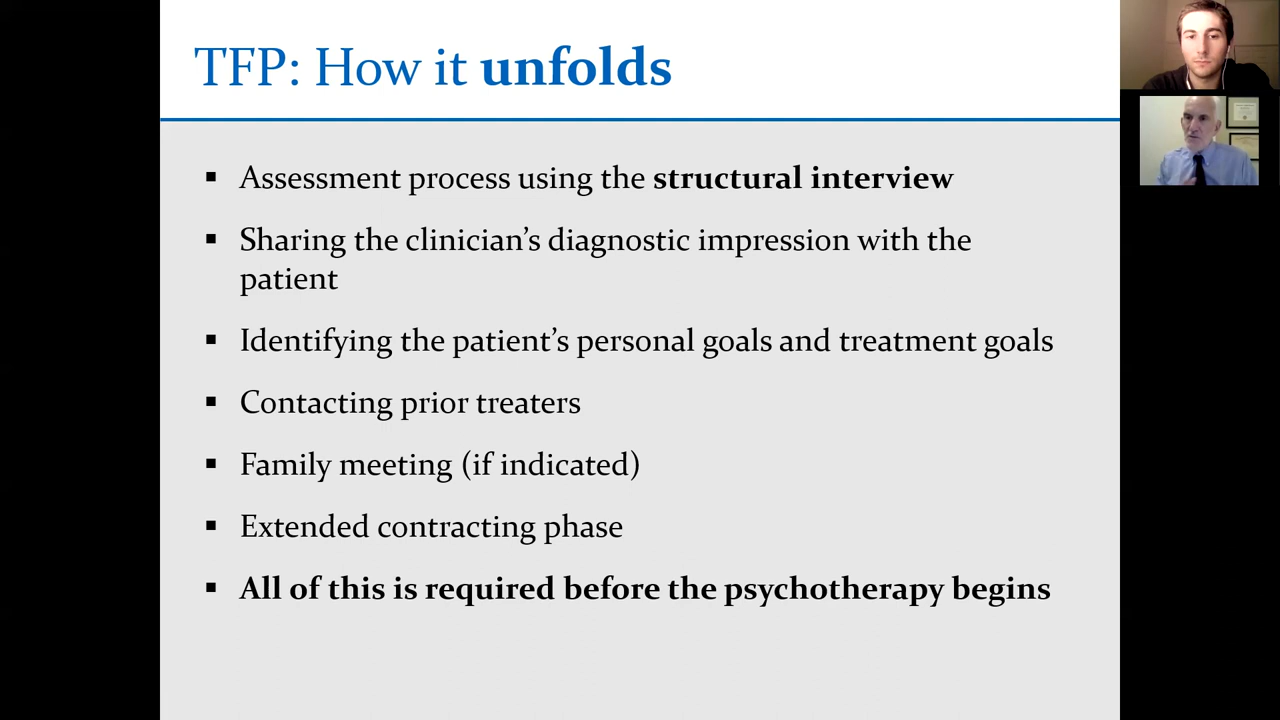 TFP: How it unfolds
▪ Assessment process using the structural interview
▪ Sharing the clinician’s diagnostic impression with the
patient
▪ Identifying the patient’s personal goals and treatment goals
▪ Contacting prior treaters
▪ Family meeting (if indicated)
▪ Extended contracting phase
▪ All of this is required before the psychotherapy begins